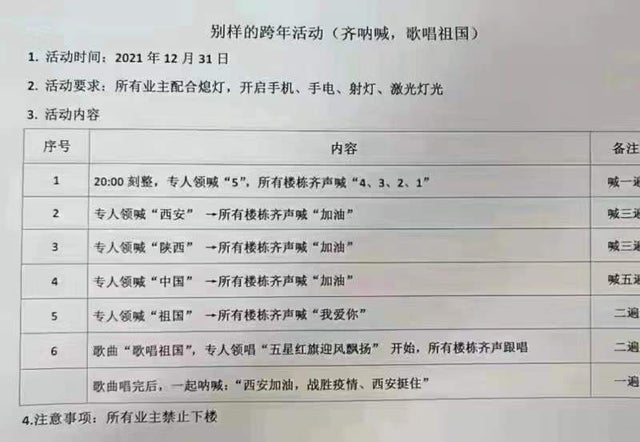 别样的跨年活动（齐呐喊，歌唱祖国）
1. 活动时间：2021 年 12 月 31 日
2. 活动要求：所有业主配合熄灯，开启手机、手电、射灯、激光灯光
3. 活动内容
序号 内容 备注
1 20:00 刻整，专人领喊“5”，所有楼栋齐声喊“4、3、2、1” 喊一遍
2 专人领喊“西安” →所有楼栋齐声喊“加油” 喊三遍
3 专人领喊“陕西” →所有楼栋齐声喊“加油” 喊三遍
4 专人领喊“中国” →所有楼栋齐声喊“加油” 喊五遍
5 专人领喊“祖国” →所有楼栋齐声喊“我爱你” 二遍
6 歌曲“歌唱祖国”，专人领唱“五星红旗迎风飘扬” 开始，所有楼栋齐声跟唱 二遍
歌曲唱完后，一起呐喊：“西安加油，战胜疫情、西安挺住” 一遍
4.注意事项：所有业主禁止下楼